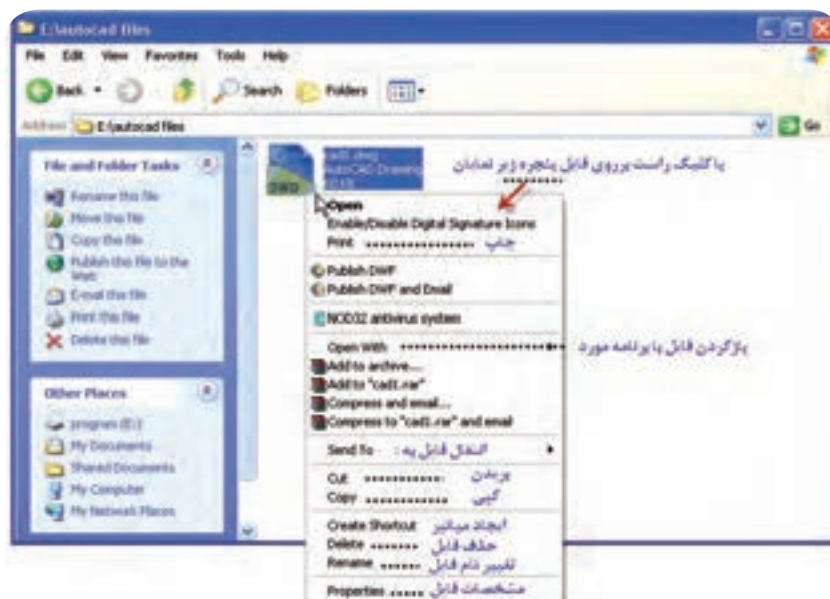 E:\autocad files
File Edit View Favorites Tools Help
Back Search Folders
Address E:\autocad files Go
File and Folder Tasks
Rename this file
Move this file
Copy this file
Publish this file to the Web
E-mail this file
Print this file
Delete this file
Other Places
program (E:)
My Documents
Shared Documents
My Computer
My Network Places
DWG
cad1.dwg
AutoCAD Drawing
با کلیک راست برروی فایل پنجره زیر نمایان
Open
Enable/Disable Digital Signature Icons
Print ................. چاپ
Publish DWF
Publish DWF and Email
NOD32 antivirus system
Open With ....................... بازکردن فایل با برنامه مورد
Add to archive...
Add to "cad1.rar"
Compress and email...
Compress to "cad1.rar" and email
Send To انتقال فایل به :
Cut ............ بریدن
Copy ............. کپی
Create Shortcut ایجاد میانبر
Delete ....... حذف فایل
Rename ...... تغییر نام فایل
Properties ..... مشخصات فایل